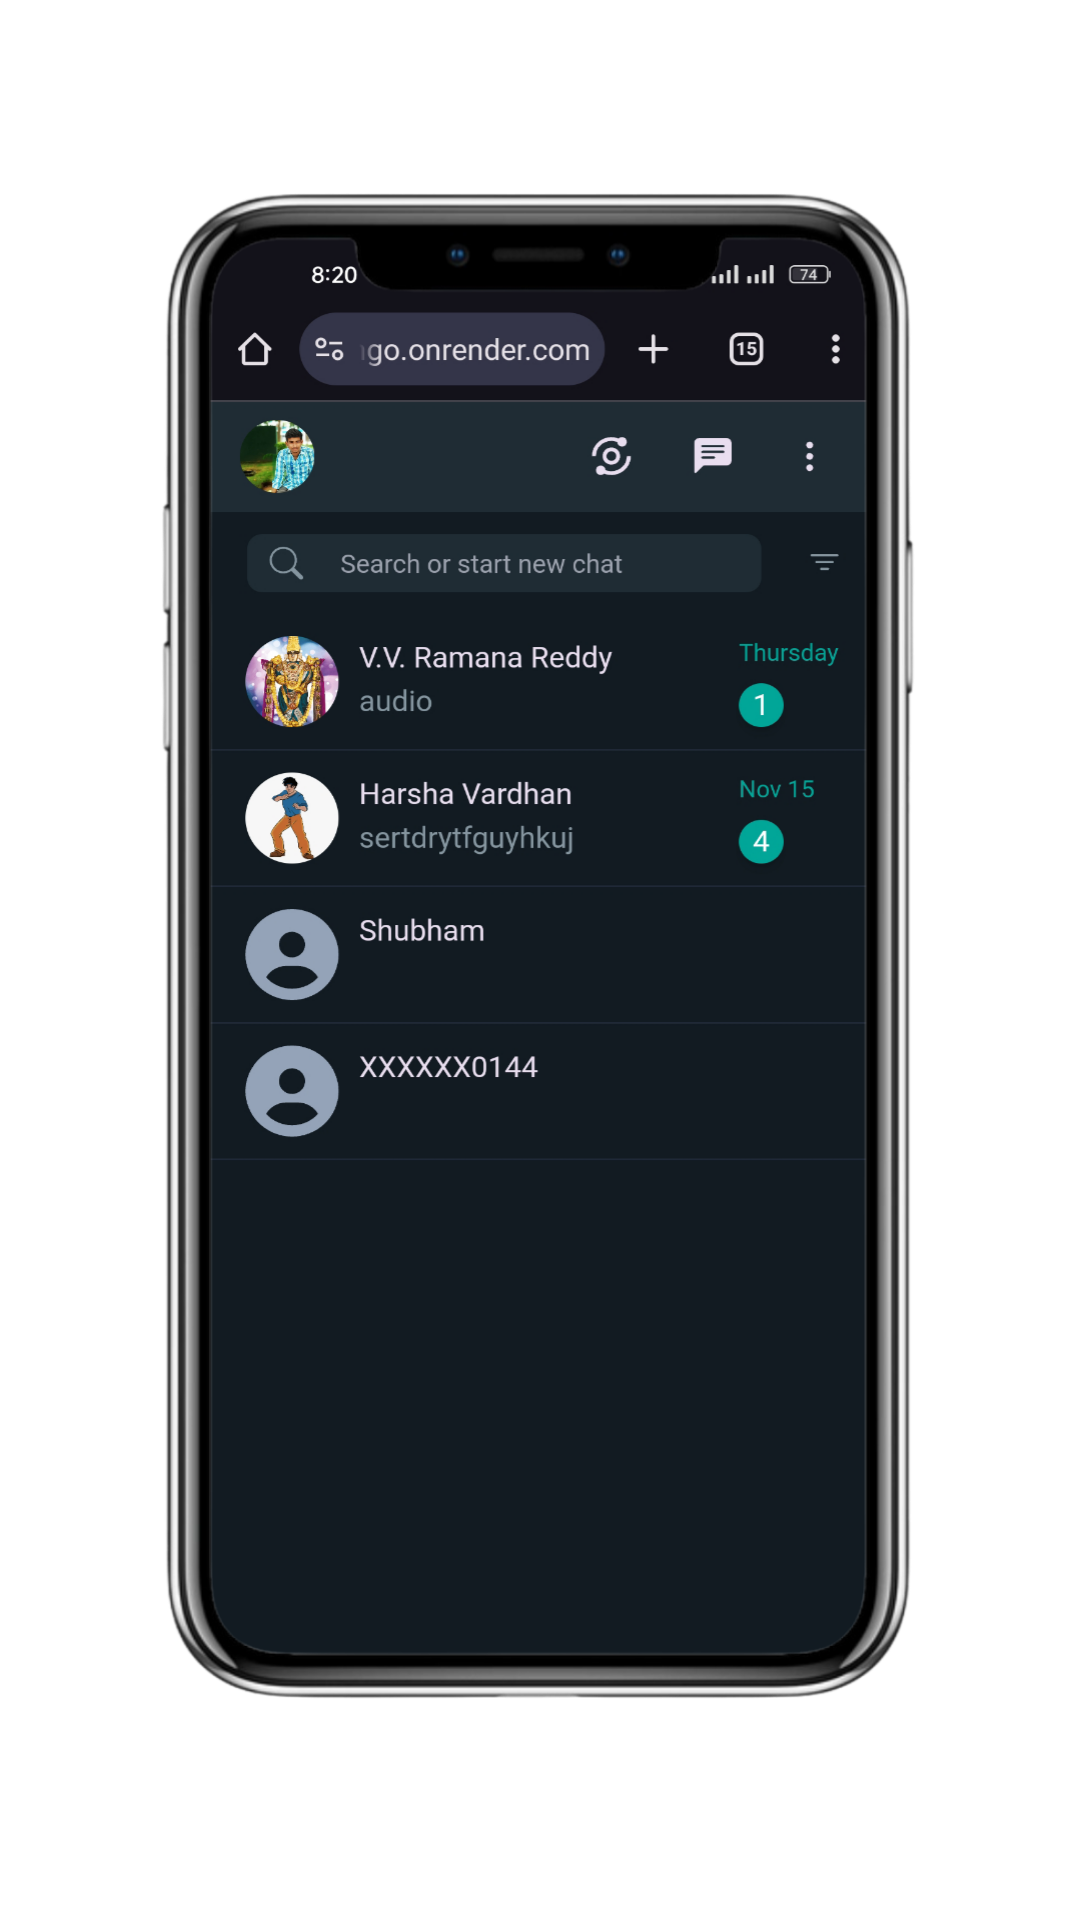 8:20
74
go.onrender.com
15
Search or start new chat
V.V. Ramana Reddy
Thursday
audio
1
Harsha Vardhan
Nov 15
sertdrytfguyhkuj
4
Shubham
XXXXXX0144